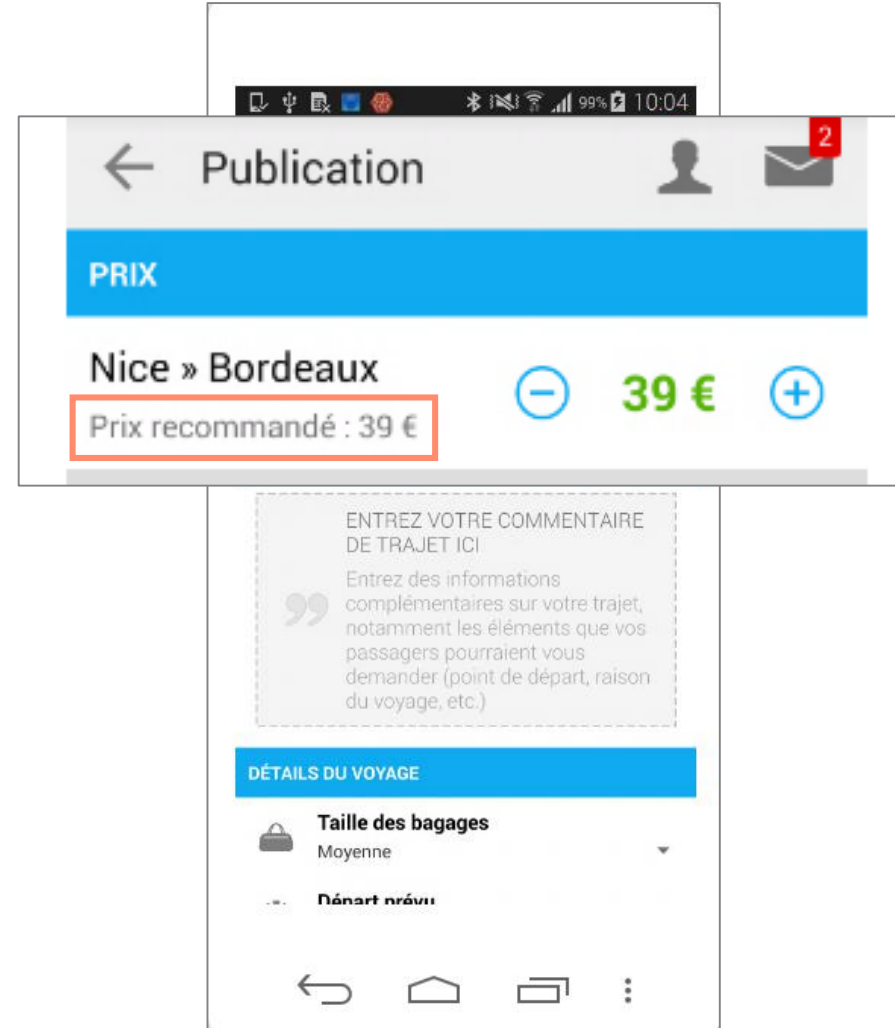 99% 10:04
Publication
2
PRIX
Nice » Bordeaux
39 €
Prix recommandé : 39 €
ENTREZ VOTRE COMMENTAIRE
DE TRAJET ICI
Entrez des informations
complémentaires sur votre trajet,
notamment les éléments que vos
passagers pourraient vous
demander (point de départ, raison
du voyage, etc.)
DÉTAILS DU VOYAGE
Taille des bagages
Moyenne
Départ prévu